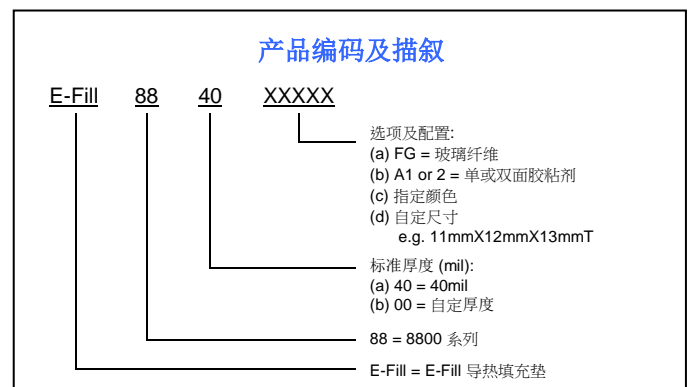 产品编码及描叙
E-Fill 88 40 XXXXX
选项及配置:
(a) FG = 玻璃纤维
(b) A1 or 2 = 单或双面胶粘剂
(c) 指定颜色
(d) 自定尺寸
e.g. 11mmX12mmX13mmT
标准厚度 (mil):
(a) 40 = 40mil
(b) 00 = 自定厚度
88 = 8800 系列
E-Fill = E-Fill 导热填充垫